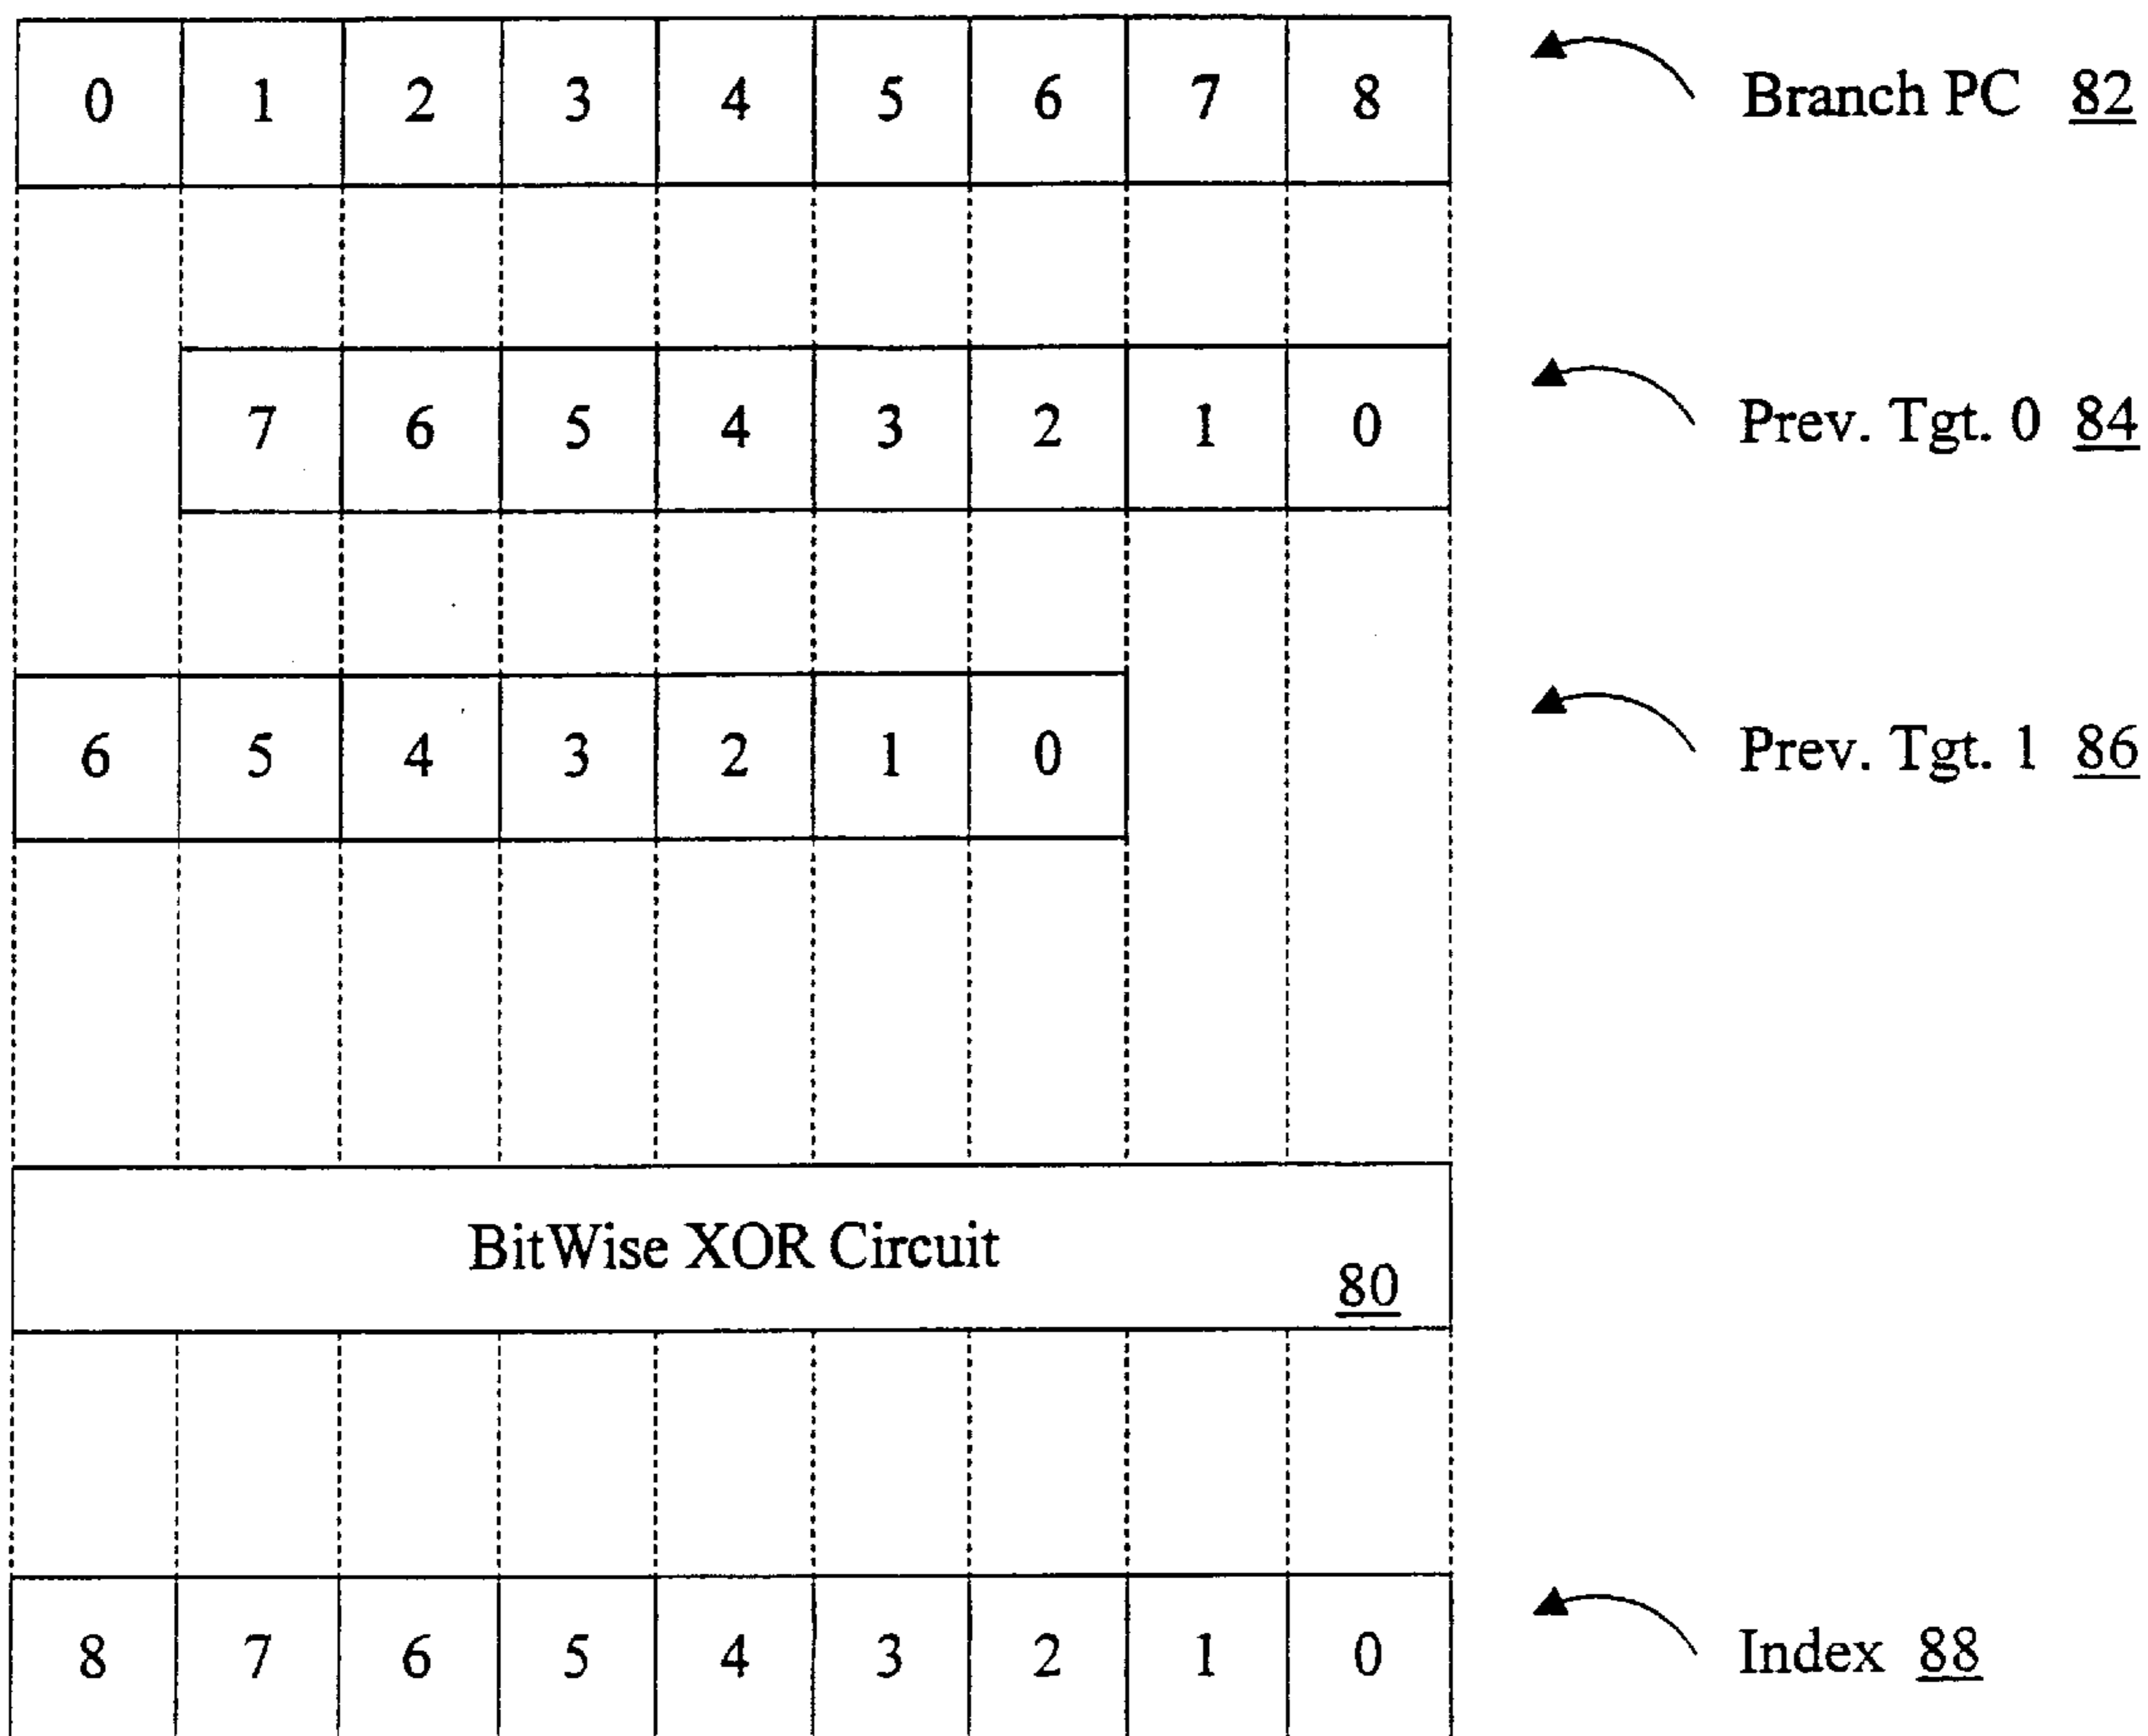 0 1 2 3 4 5 6 7 8 Branch PC 82
7 6 5 4 3 2 1 0 Prev. Tgt. 0 84
6 5 4 3 2 1 0 Prev. Tgt. 1 86
BitWise XOR Circuit 80
8 7 6 5 4 3 2 1 0 Index 88